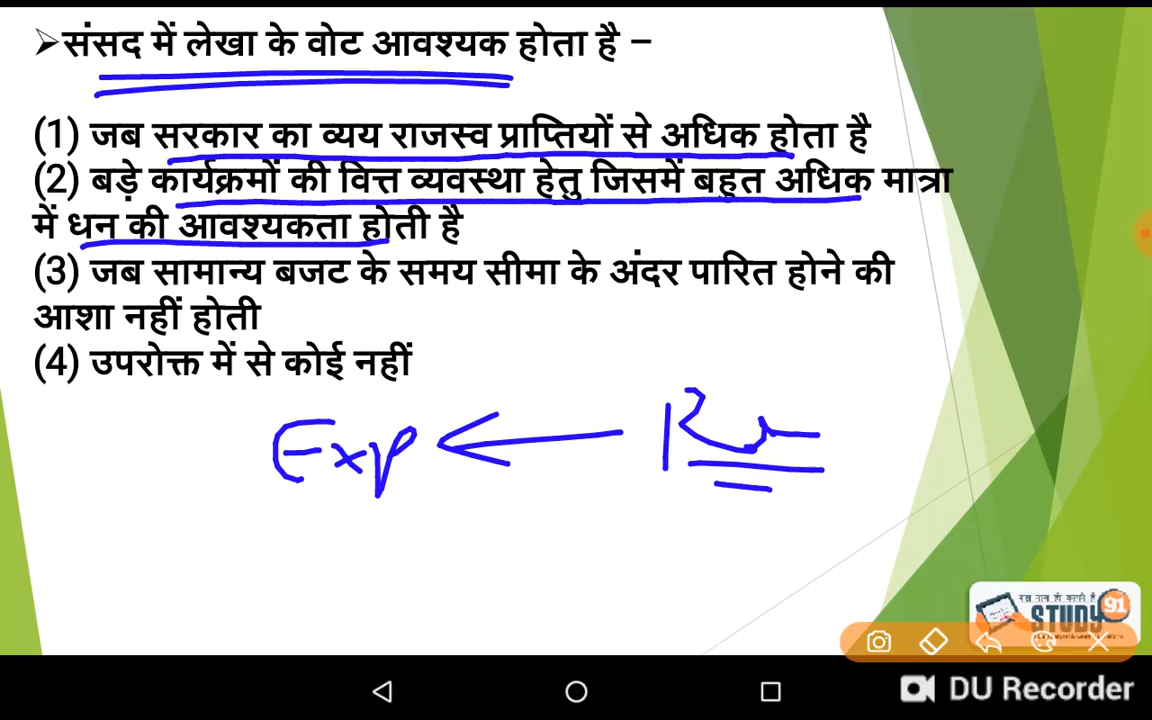 ➢संसद में लेखा के वोट आवश्यक होता है –
(1) जब सरकार का व्यय राजस्व प्राप्तियों से अधिक होता है
(2) बड़े कार्यक्रमों की वित्त व्यवस्था हेतु जिसमें बहुत अधिक मात्रा
में धन की आवश्यकता होती है
(3) जब सामान्य बजट के समय सीमा के अंदर पारित होने की
आशा नहीं होती
(4) उपरोक्त में से कोई नहीं
Exp
91
STUDY
DU Recorder